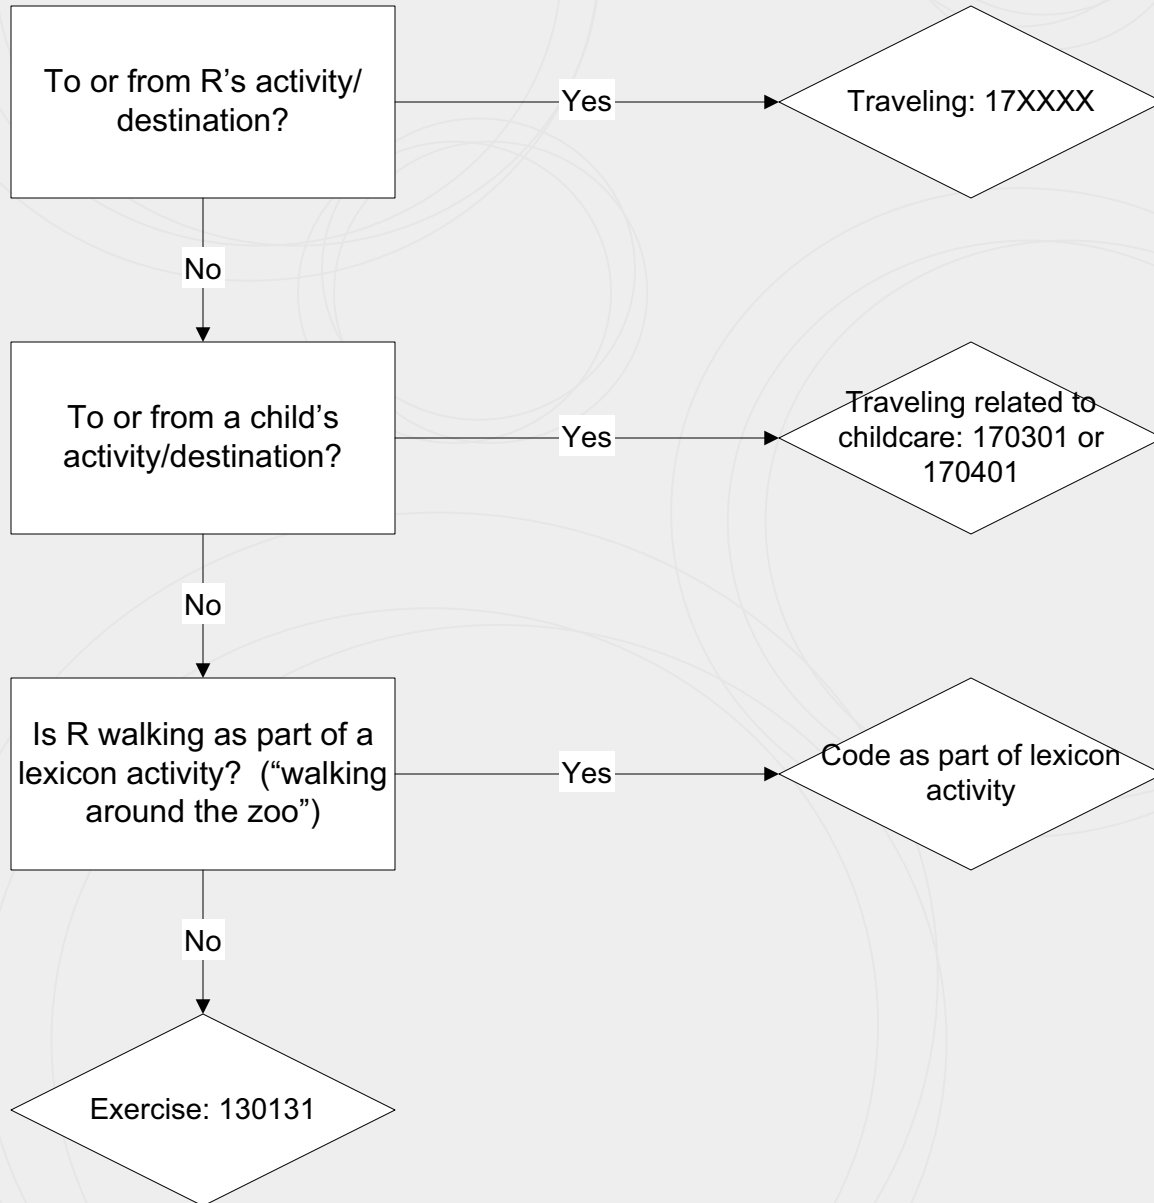 To or from R’s activity/
destination?
Yes
Traveling: 17XXXX
No
To or from a child’s
activity/destination?
Yes
Traveling related to
childcare: 170301 or
170401
No
Is R walking as part of a
lexicon activity?  (“walking
around the zoo”)
Yes
Code as part of lexicon
activity
No
Exercise: 130131